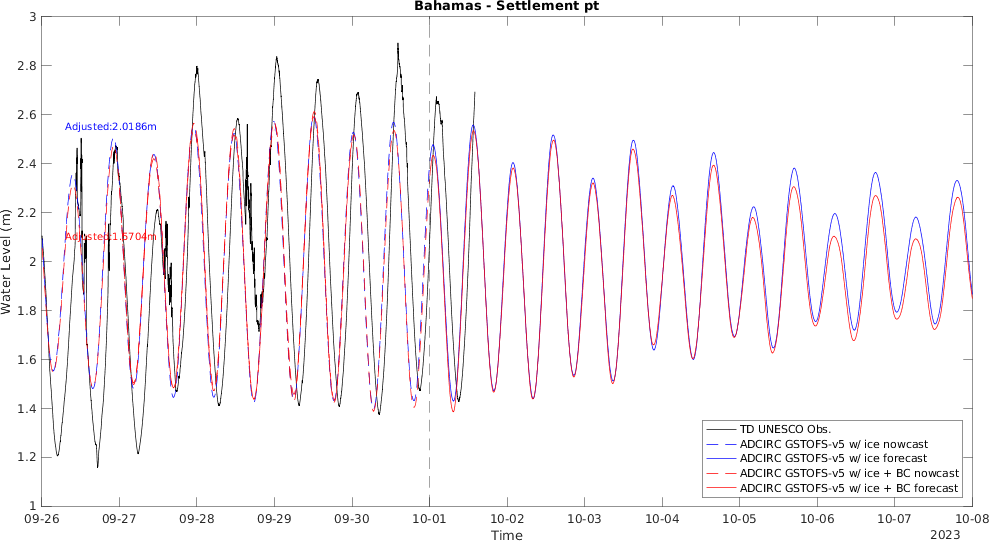 Bahamas - Settlement pt
3
2.8
2.6
2.4
2.2
2
1.8
1.6
1.4
1.2
1
Water Level (m)
Adjusted:2.0186m
Adjusted:1.6704m
TD UNESCO Obs.
ADCIRC GSTOFS-v5 w/ ice nowcast
ADCIRC GSTOFS-v5 w/ ice forecast
ADCIRC GSTOFS-v5 w/ ice + BC nowcast
ADCIRC GSTOFS-v5 w/ ice + BC forecast
09-26 09-27 09-28 09-29 09-30 10-01 10-02 10-03 10-04 10-05 10-06 10-07 10-08
Time
2023